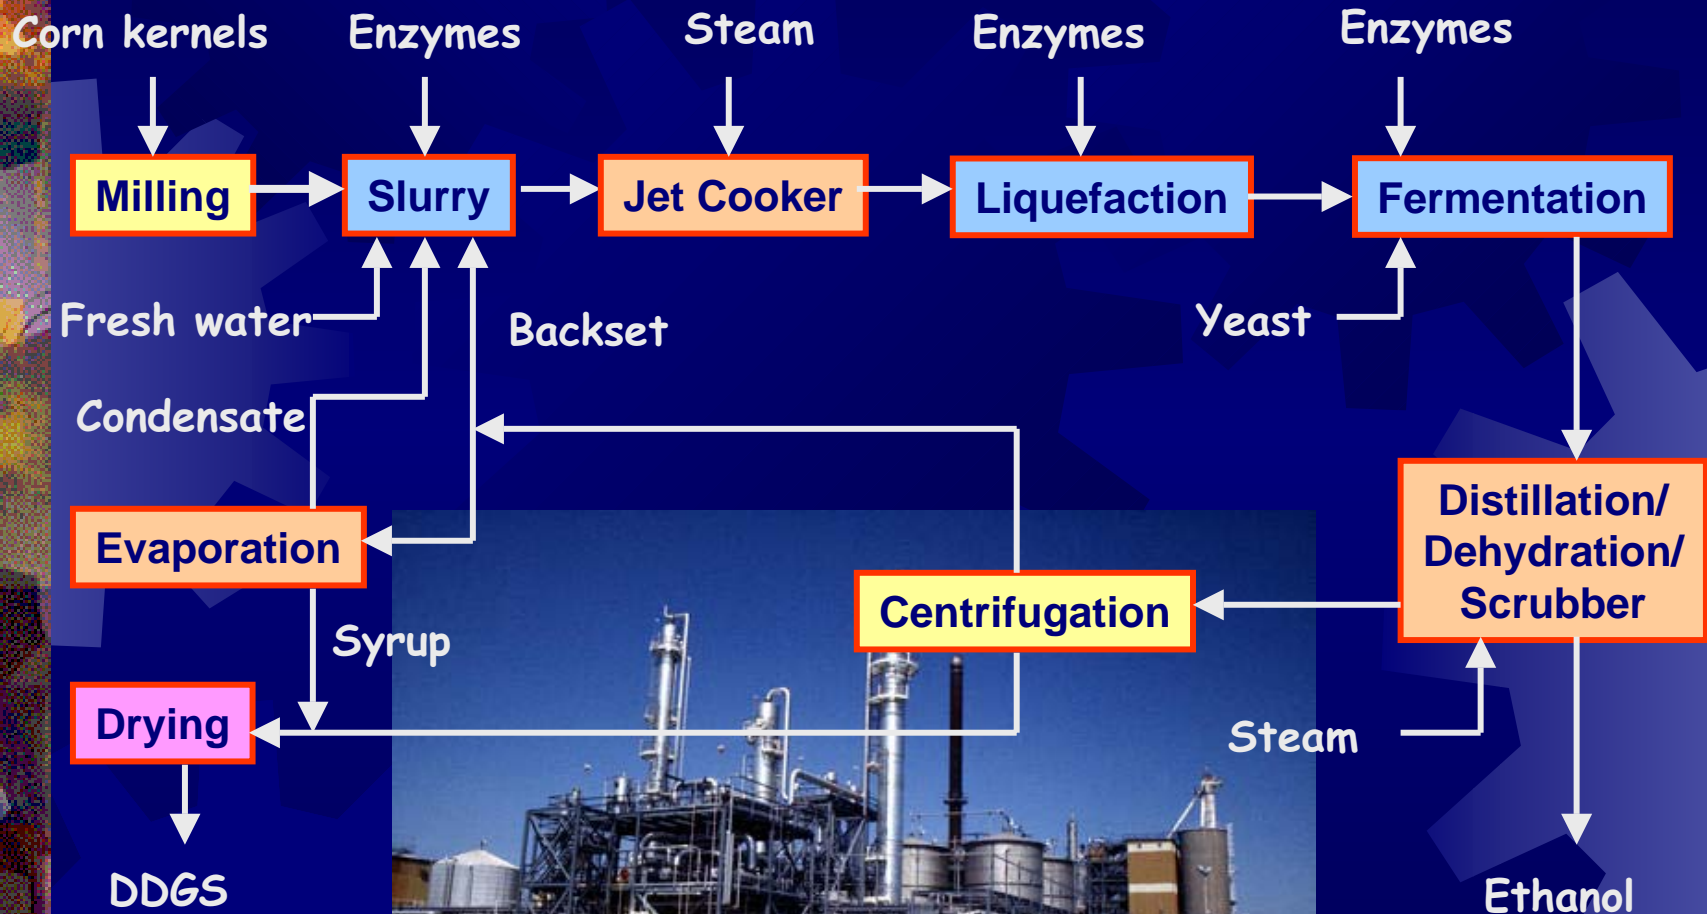 Corn kernels
Enzymes
Steam
Enzymes
Enzymes
Milling
Slurry
Jet Cooker
Liquefaction
Fermentation
Fresh water
Backset
Yeast
Condensate
Distillation/
Dehydration/
Scrubber
Evaporation
Centrifugation
Syrup
Drying
Steam
DDGS
Ethanol